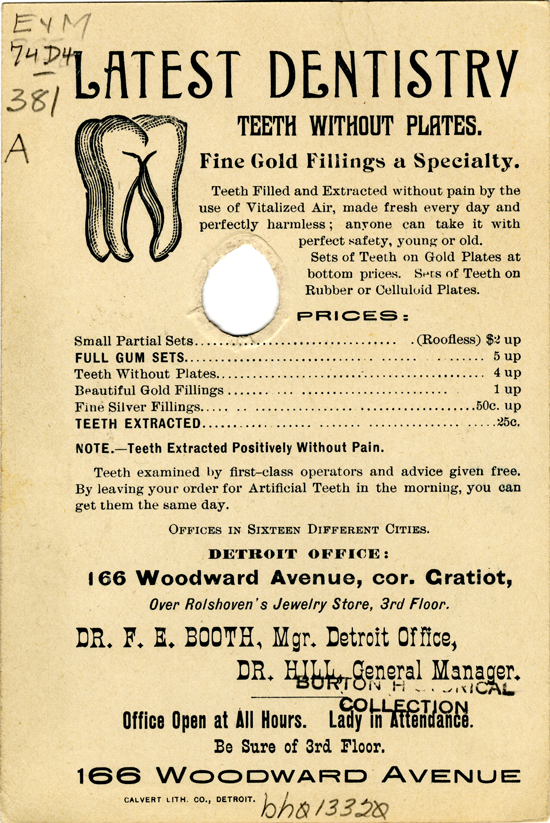 EyM
74D4
381
A
LATEST DENTISTRY
TEETH WITHOUT PLATES.
Fine Gold Fillings a Specialty.
Teeth Filled and Extracted without pain by the
use of Vitalized Air, made fresh every day and
perfectly harmless; anyone can take it with
perfect safety, young or old.
Sets of Teeth on Gold Plates at
bottom prices. Sets of Teeth on
Rubber or Celluloid Plates.
PRICES:
Small Partial Sets.................................(Roofless) $2 up
FULL GUM SETS................................. 5 up
Teeth Without Plates................................. 4 up
Beautiful Gold Fillings................................. 1 up
Fine Silver Fillings.................................50c. up
TEETH EXTRACTED.................................25c.
NOTE.—Teeth Extracted Positively Without Pain.
Teeth examined by first-class operators and advice given free.
By leaving your order for Artificial Teeth in the morning, you can
get them the same day.
OFFICES IN SIXTEEN DIFFERENT CITIES.
DETROIT OFFICE:
166 Woodward Avenue, cor. Gratiot,
Over Rolshoven's Jewelry Store, 3rd Floor.
DR. F. E. BOOTH, Mgr. Detroit Office,
DR. HILL, General Manager.
BURTON HISTORICAL
COLLECTION
Office Open at All Hours. Lady in Attendance.
Be Sure of 3rd Floor.
166 WOODWARD AVENUE
CALVERT LITH. CO., DETROIT.
bha13320